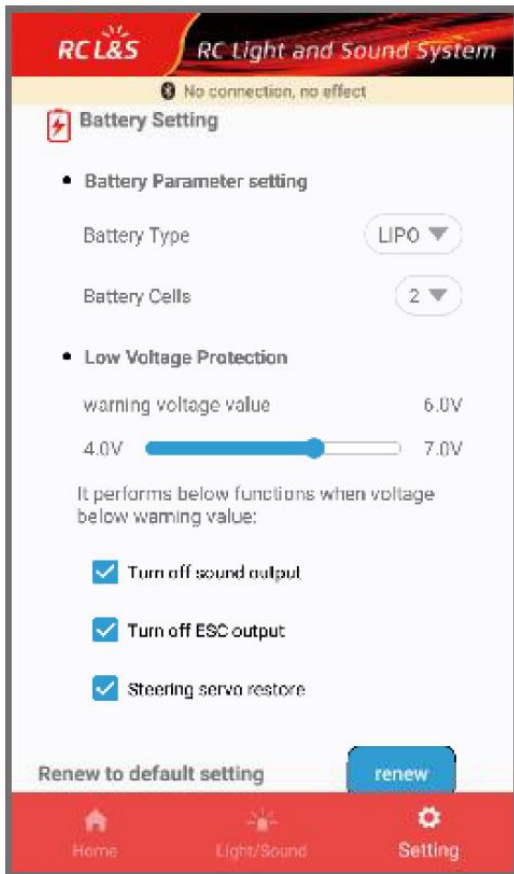 RC L&S
RC Light and Sound System
No connection, no effect
Battery Setting
Battery Parameter setting
Battery Type LIPO
Battery Cells 2
Low Voltage Protection
warning voltage value 6.0V
4.0V 7.0V
It performs below functions when voltage
below warning value:
Turn off sound output
Turn off ESC output
Steering servo restore
Renew to default setting renew
Home Light/Sound Setting